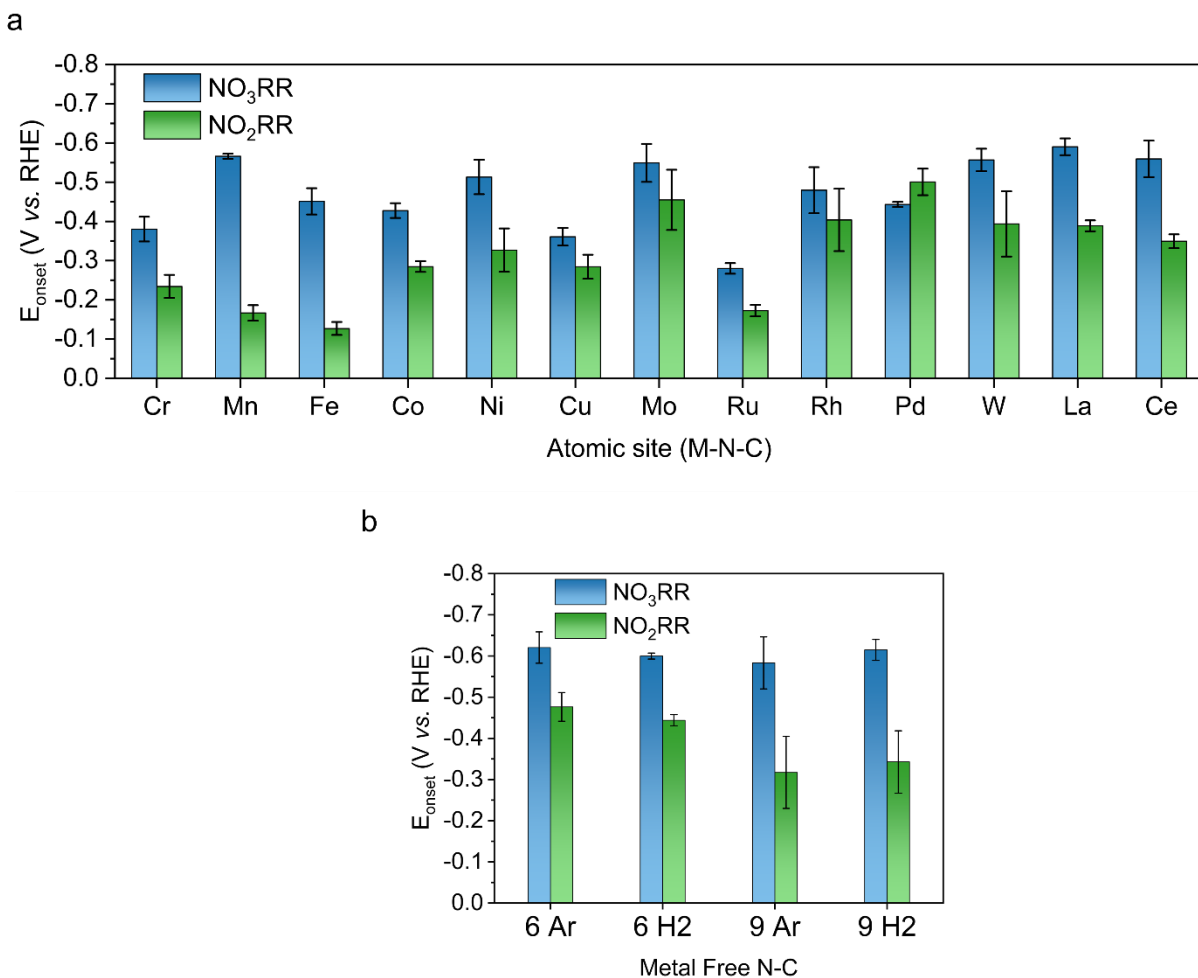 a
-0.8
-0.7
-0.6
-0.5
-0.4
-0.3
-0.2
-0.1
0.0
E_onset (V vs. RHE)
NO₃RR
NO₂RR
Cr Mn Fe Co Ni Cu Mo Ru Rh Pd W La Ce
Atomic site (M-N-C)
b
-0.8
-0.7
-0.6
-0.5
-0.4
-0.3
-0.2
-0.1
0.0
E_onset (V vs. RHE)
NO₃RR
NO₂RR
6 Ar 6 H2 9 Ar 9 H2
Metal Free N-C